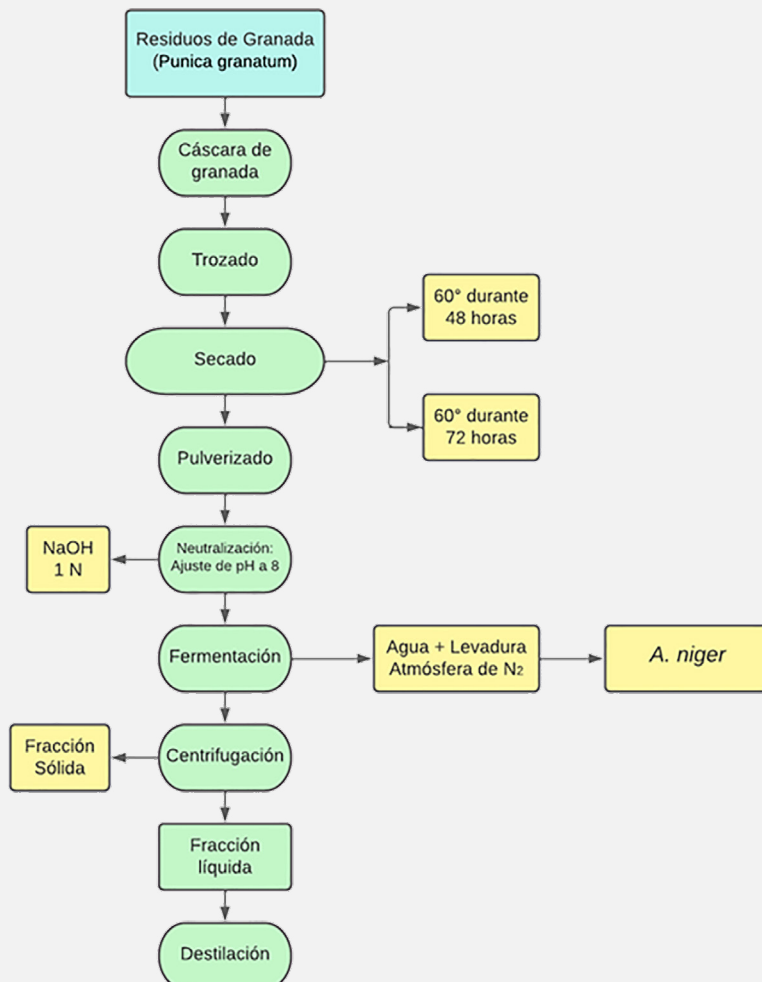 Residuos de Granada
(Punica granatum)
Cáscara de
granada
Trozado
60° durante
48 horas
Secado
60° durante
72 horas
Pulverizado
NaOH
1 N
Neutralización:
Ajuste de pH a 8
Fermentación
Agua + Levadura
Atmósfera de N₂
A. niger
Fracción
Sólida
Centrifugación
Fracción
líquida
Destilación